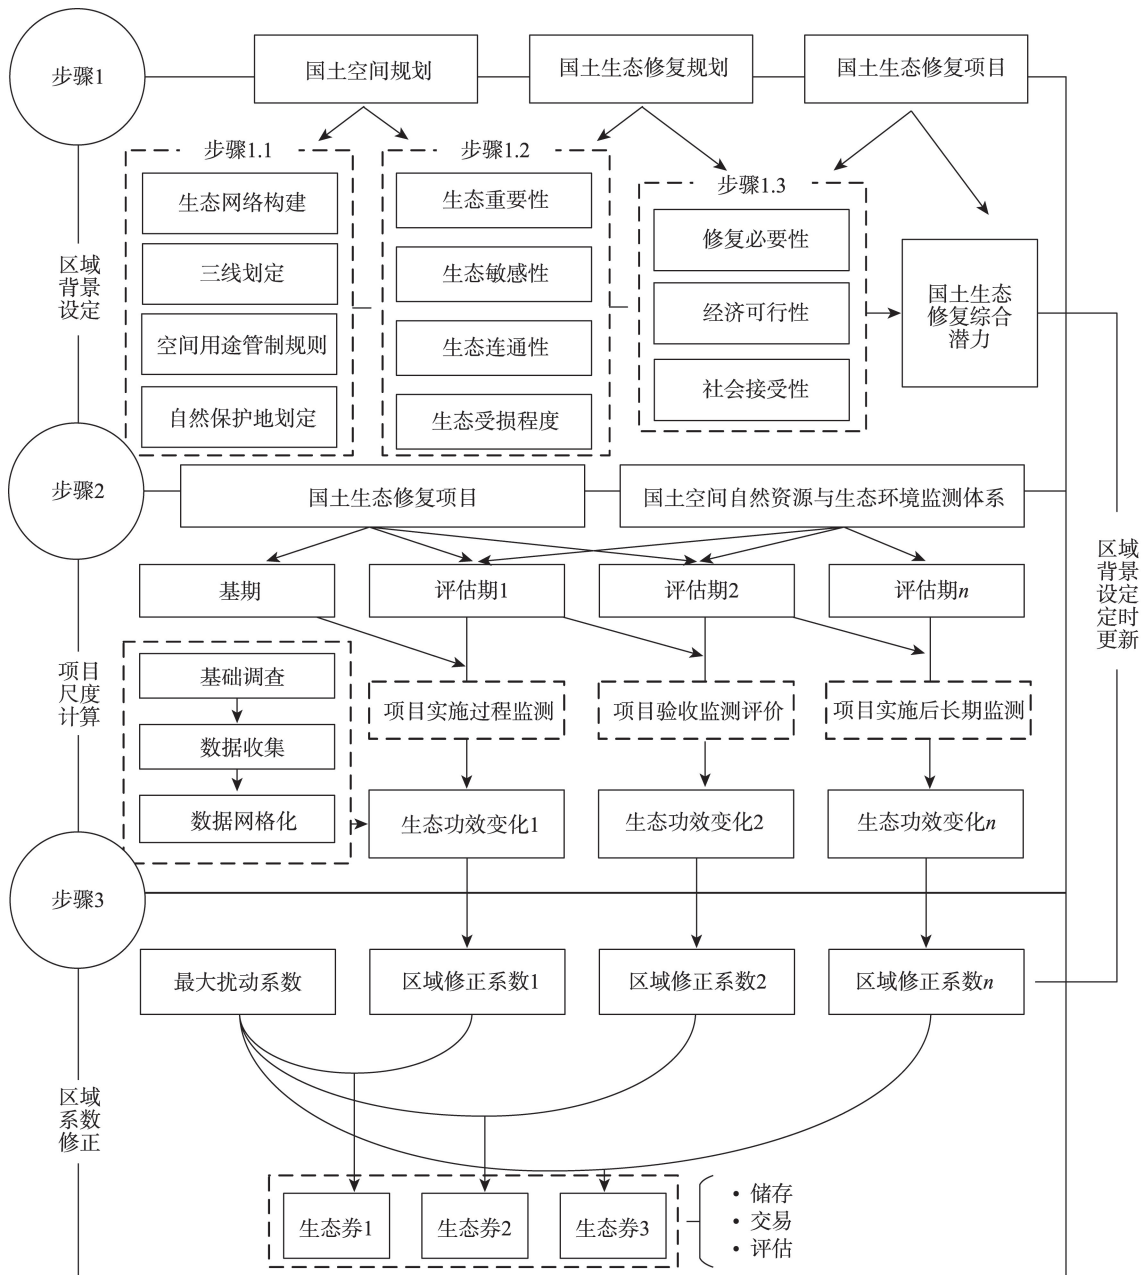 步骤1
国土空间规划
国土生态修复规划
国土生态修复项目
步骤1.1
生态网络构建
三线划定
空间用途管制规则
自然保护地划定
步骤1.2
生态重要性
生态敏感性
生态连通性
生态受损程度
步骤1.3
修复必要性
经济可行性
社会接受性
国土生态
修复综合
潜力
区域
背景
设定
步骤2
国土生态修复项目
国土空间自然资源与生态环境监测体系
基期
评估期1
评估期2
评估期n
区域
背景
设定
定时
更新
项目
尺度
计算
基础调查
数据收集
数据网格化
项目实施过程监测
项目验收监测评价
项目实施后长期监测
生态功效变化1
生态功效变化2
生态功效变化n
步骤3
最大扰动系数
区域修正系数1
区域修正系数2
区域修正系数n
区域
系数
修正
生态券1
生态券2
生态券3
• 储存
• 交易
• 评估